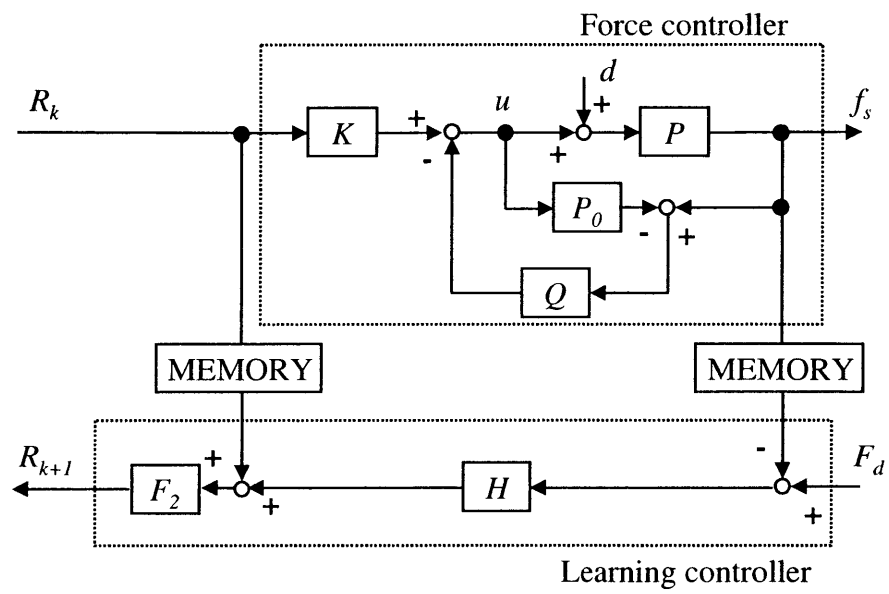 Force controller
R_k
K
+
-
u
+
d
+
P
f_s
P_0
-
+
Q
MEMORY
MEMORY
R_{k+1}
F_2
+
+
H
-
+
F_d
Learning controller